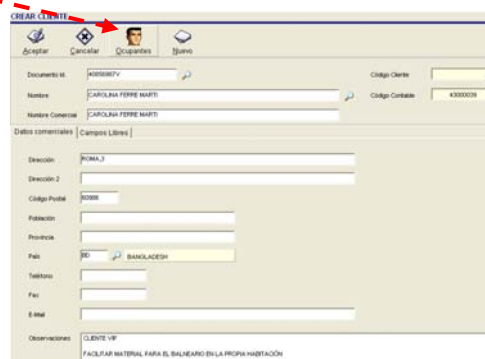 CREAR CLIENTE
Aceptar Cancelar Ocupantes Nuevo
Documento Id. Código Cliente
Nombre CAROLINA FERRE MARTI Código Contable 43000039
Nombre Comercial CAROLINA FERRE MARTI
Datos comerciales Campos Libres
Dirección ROMA,3
Dirección 2
Código Postal
Población
Provincia
País BD BANGLADESH
Teléfono
Fax
E-Mail
Observaciones CLIENTE VIP
FACILITAR MATERIAL PARA EL BALNEARIO EN LA PROPIA HABITACIÓN